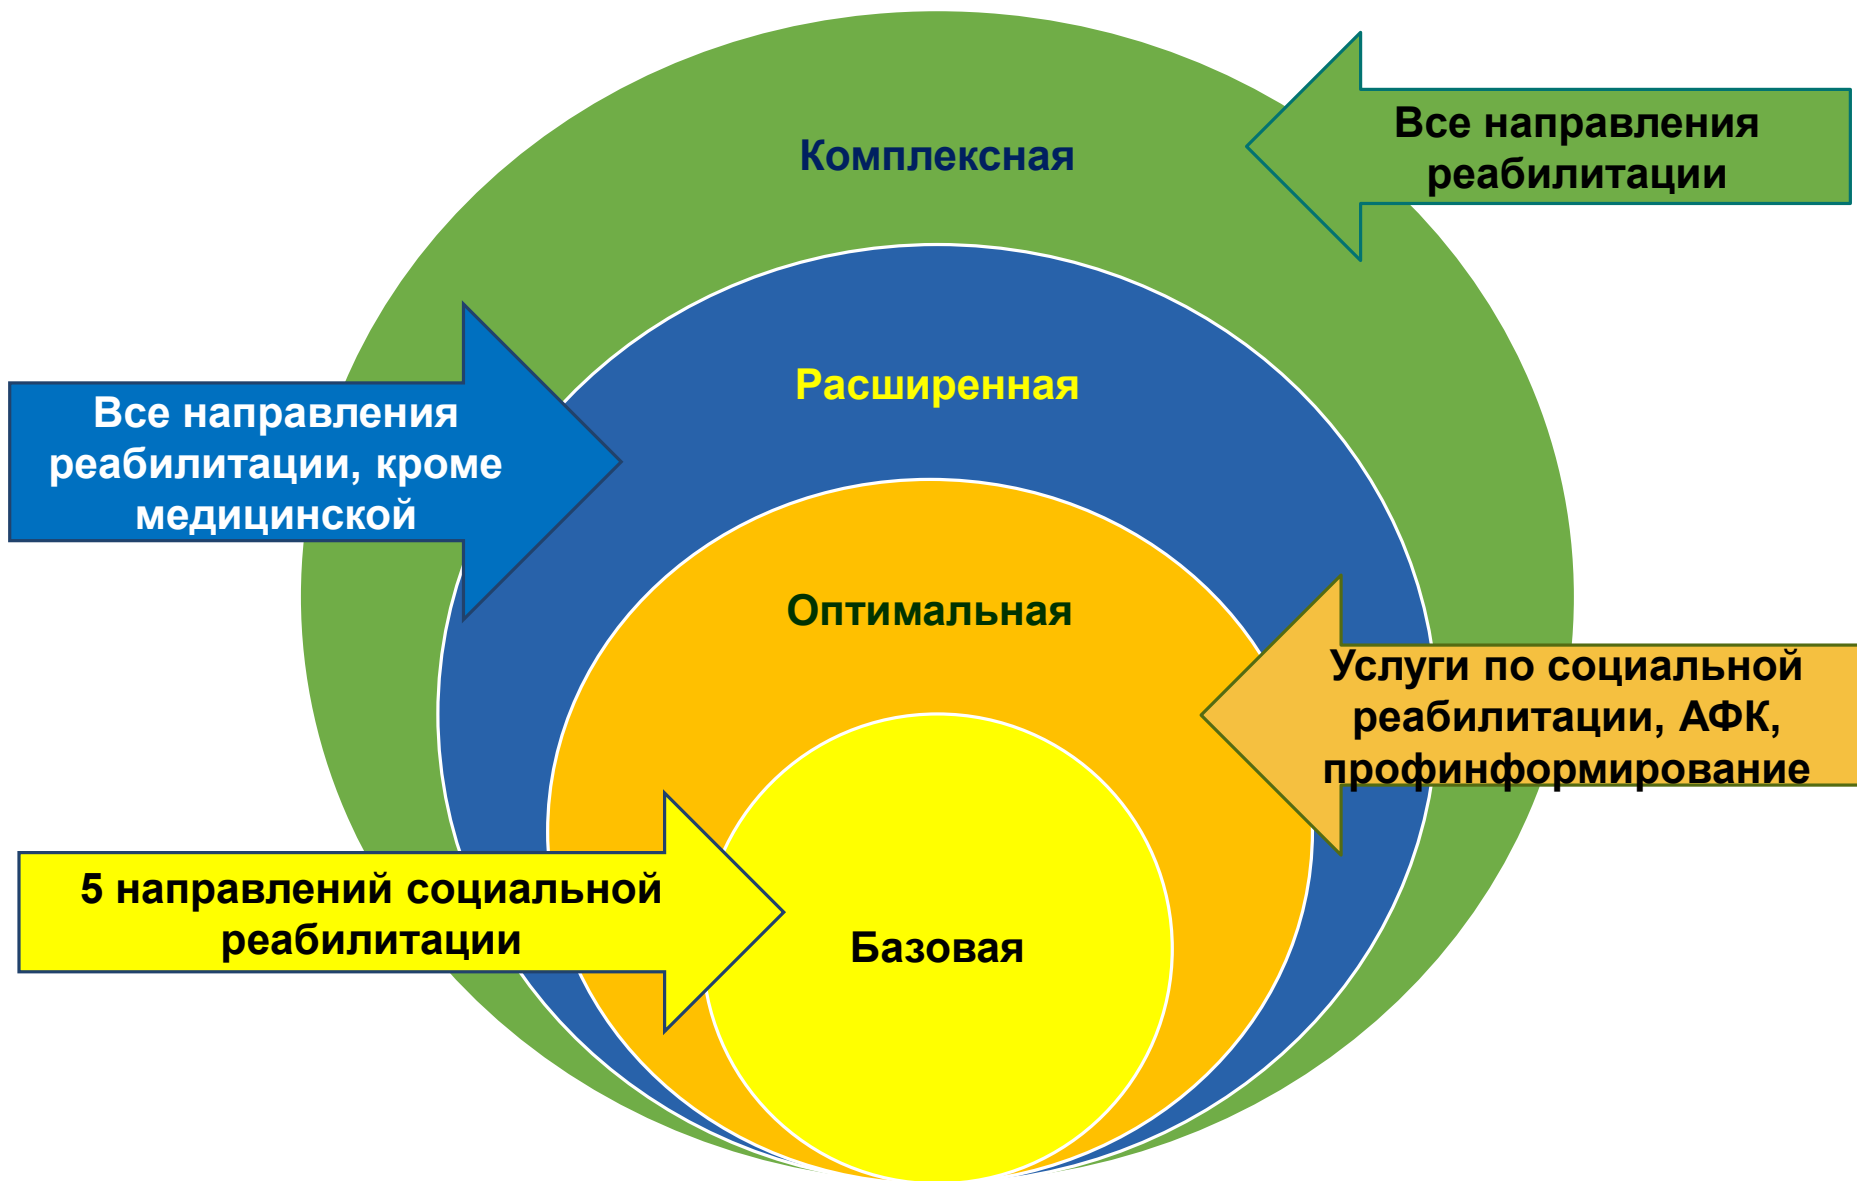 Комплексная
Все направления
реабилитации
Расширенная
Все направления
реабилитации, кроме
медицинской
Оптимальная
Услуги по социальной
реабилитации, АФК,
профинформирование
5 направлений социальной
реабилитации
Базовая